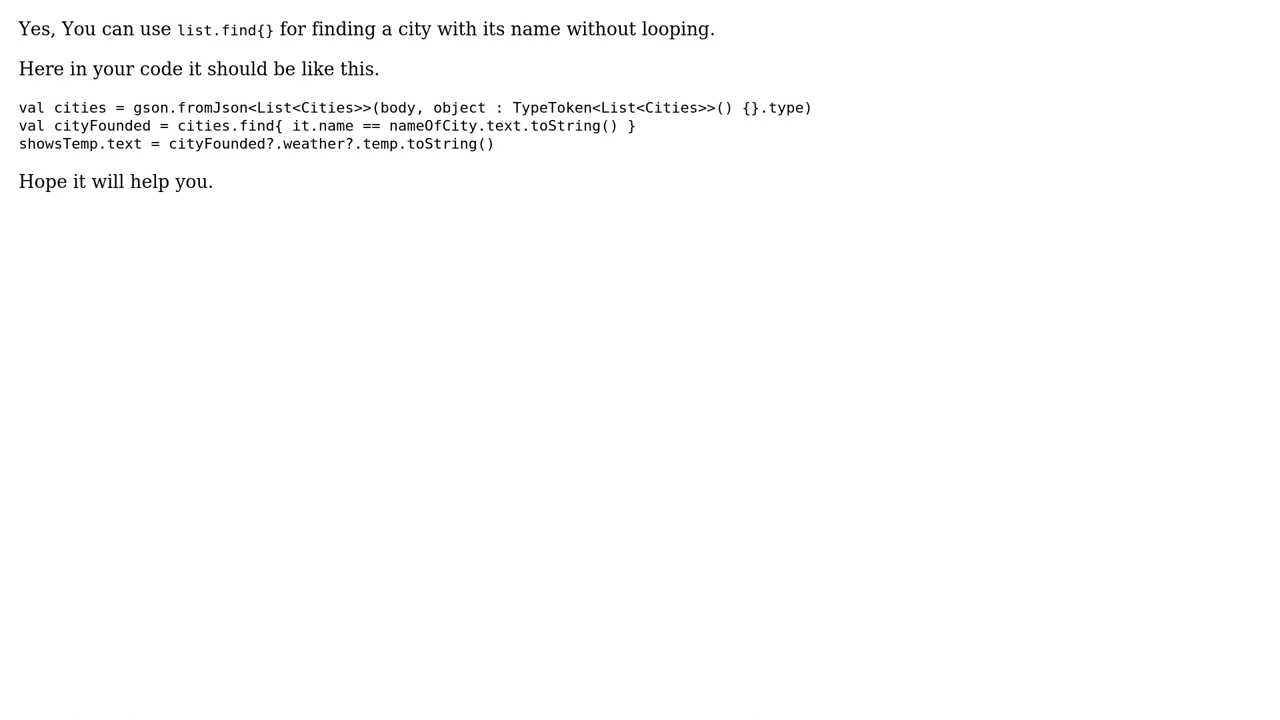 Yes, You can use list.find{} for finding a city with its name without looping.
Here in your code it should be like this.
val cities = gson.fromJson<List<Cities>>(body, object : TypeToken<List<Cities>>() {}.type)
val cityFounded = cities.find{ it.name == nameOfCity.text.toString() }
showsTemp.text = cityFounded?.weather?.temp.toString()
Hope it will help you.